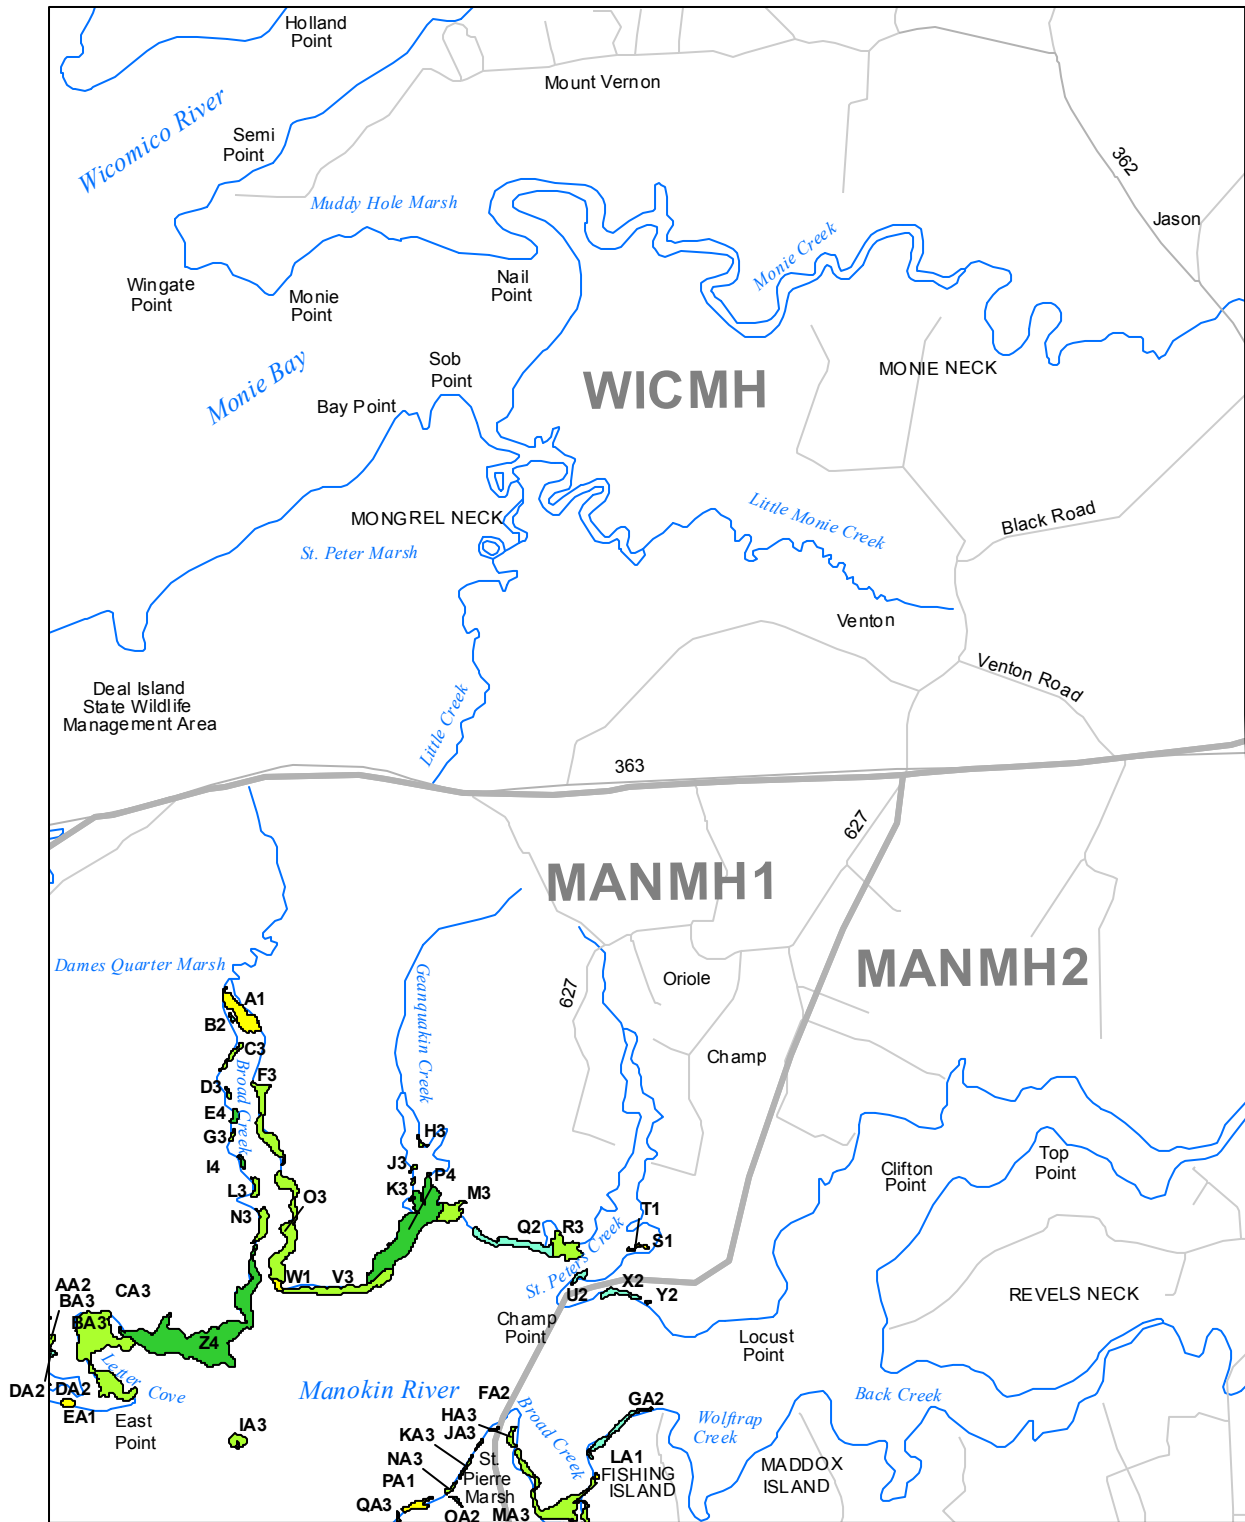 Holland
Point
Mount Vernon
Wicomico River
Semi
Point
362
Jason
Muddy Hole Marsh
Monie Creek
Wingate
Point
Monie
Point
Nail
Point
Monie Bay
Sob
Point
Bay Point
WICMH
MONIE NECK
MONGREL NECK
St. Peter Marsh
Little Monie Creek
Black Road
Venton
Venton Road
Deal Island
State Wildlife
Management Area
Little Creek
363
627
MANMH1
MANMH2
Dames Quarter Marsh
Geanquakin Creek
627
Oriole
Champ
A1
B2
C3
Broad Creek
F3
D3
E4
G3
I4
L3
N3
O3
H3
J3
K3
P4
M3
Q2
R3
T1
S1
St. Peters Creek
Clifton
Point
Top
Point
W1
V3
U2
X2
Y2
REVELS NECK
AA2
BA3
CA3
BA3
Z4
Champ
Point
Locust
Point
DA2
DA2
Letter Cove
EA1
East
Point
IA3
Manokin River
FA2
HA3
JA3
KA3
NA3
PA1
QA3
OA2
St.
Pierre
Marsh
MA3
Broad Creek
GA2
LA1
FISHING
ISLAND
Wolftrap
Creek
Back Creek
MADDOX
ISLAND